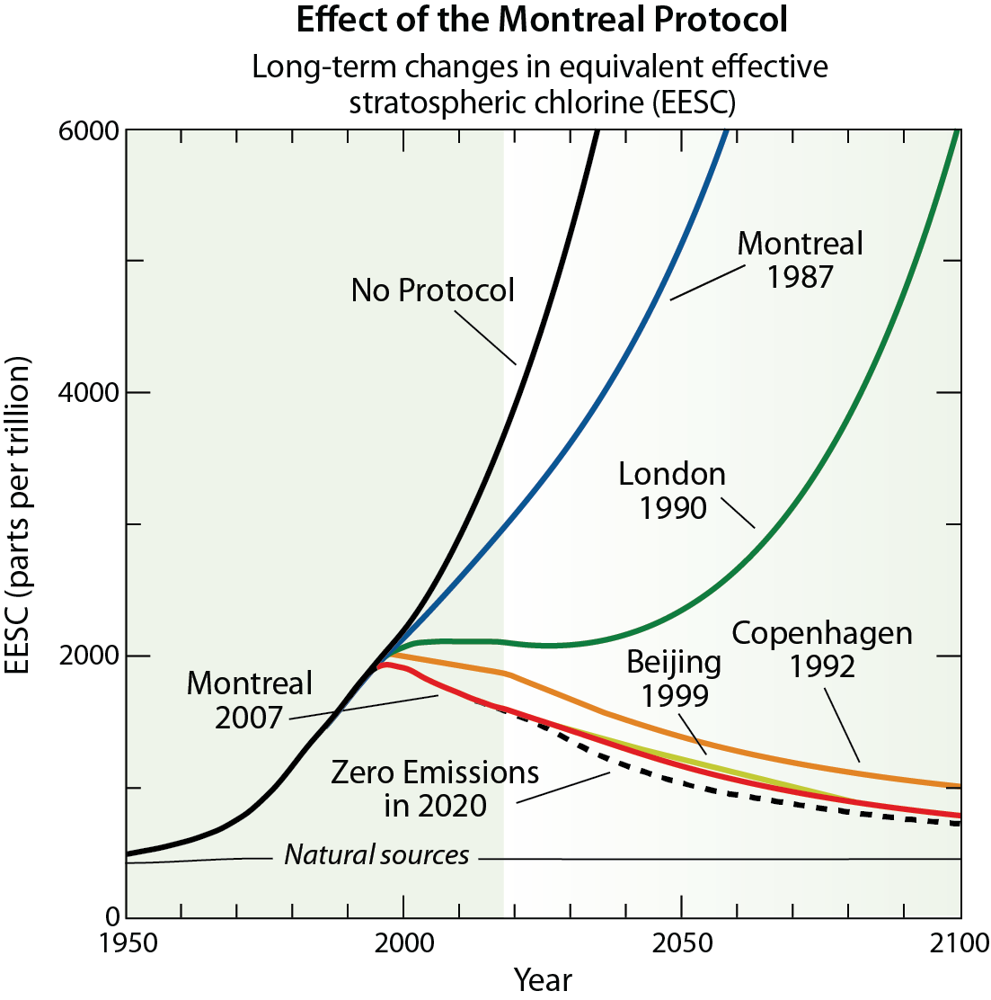 Effect of the Montreal Protocol
Long-term changes in equivalent effective
stratospheric chlorine (EESC)
6000
4000
2000
0
EESC (parts per trillion)
No Protocol
Montreal
1987
London
1990
Copenhagen
1992
Beijing
1999
Montreal
2007
Zero Emissions
in 2020
Natural sources
1950
2000
2050
2100
Year